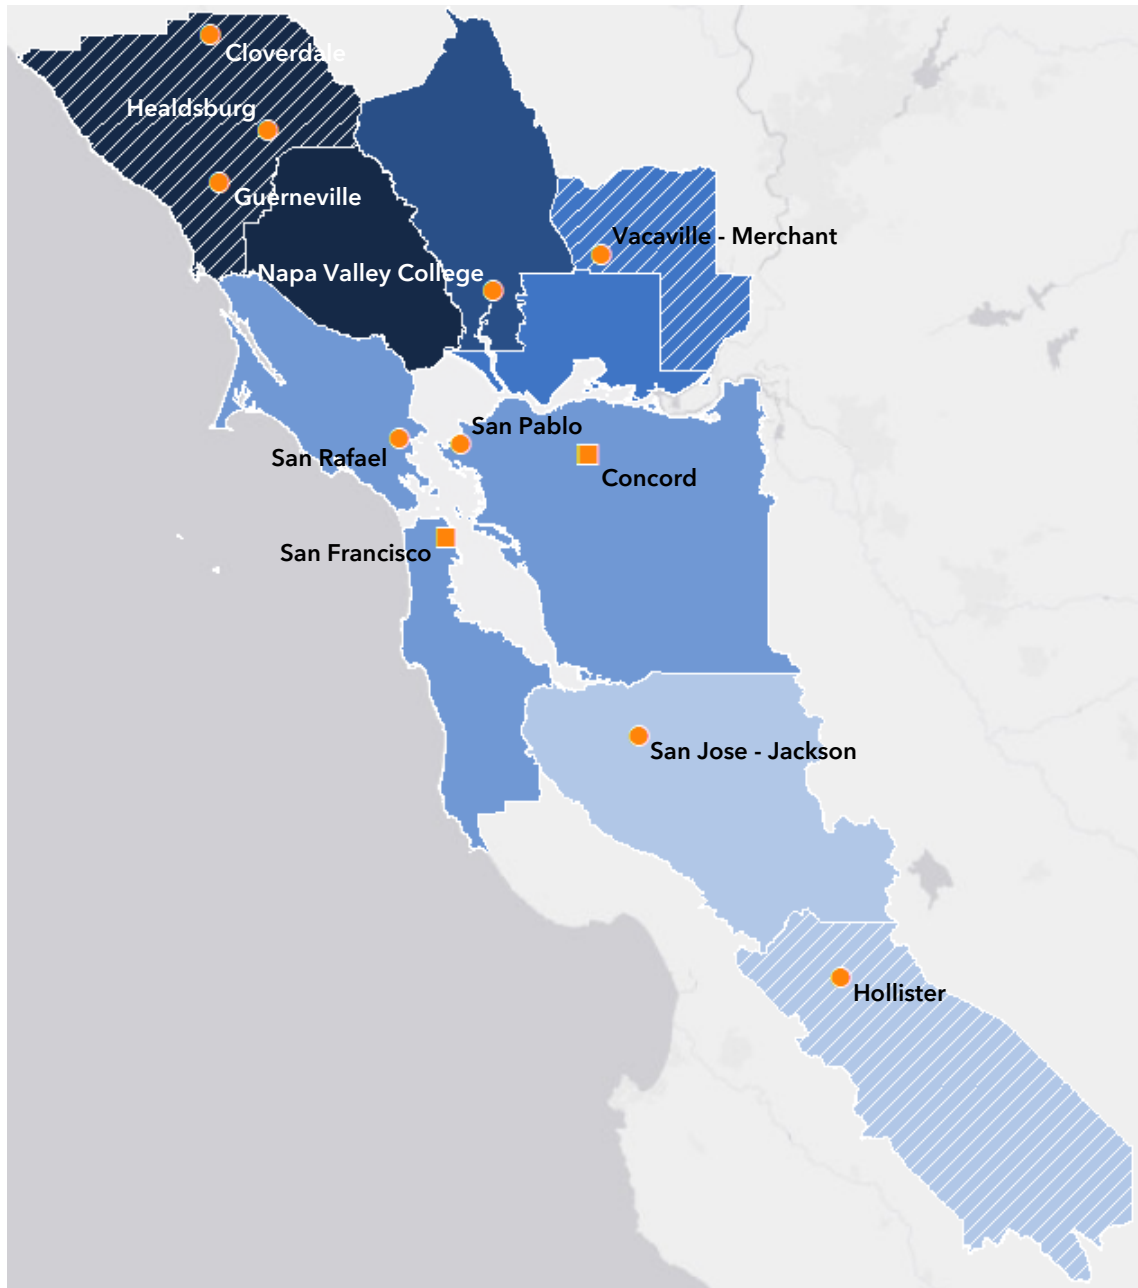 Cloverdale
Healdsburg
Guerneville
Vacaville - Merchant
Napa Valley College
San Pablo
San Rafael
Concord
San Francisco
San Jose - Jackson
Hollister